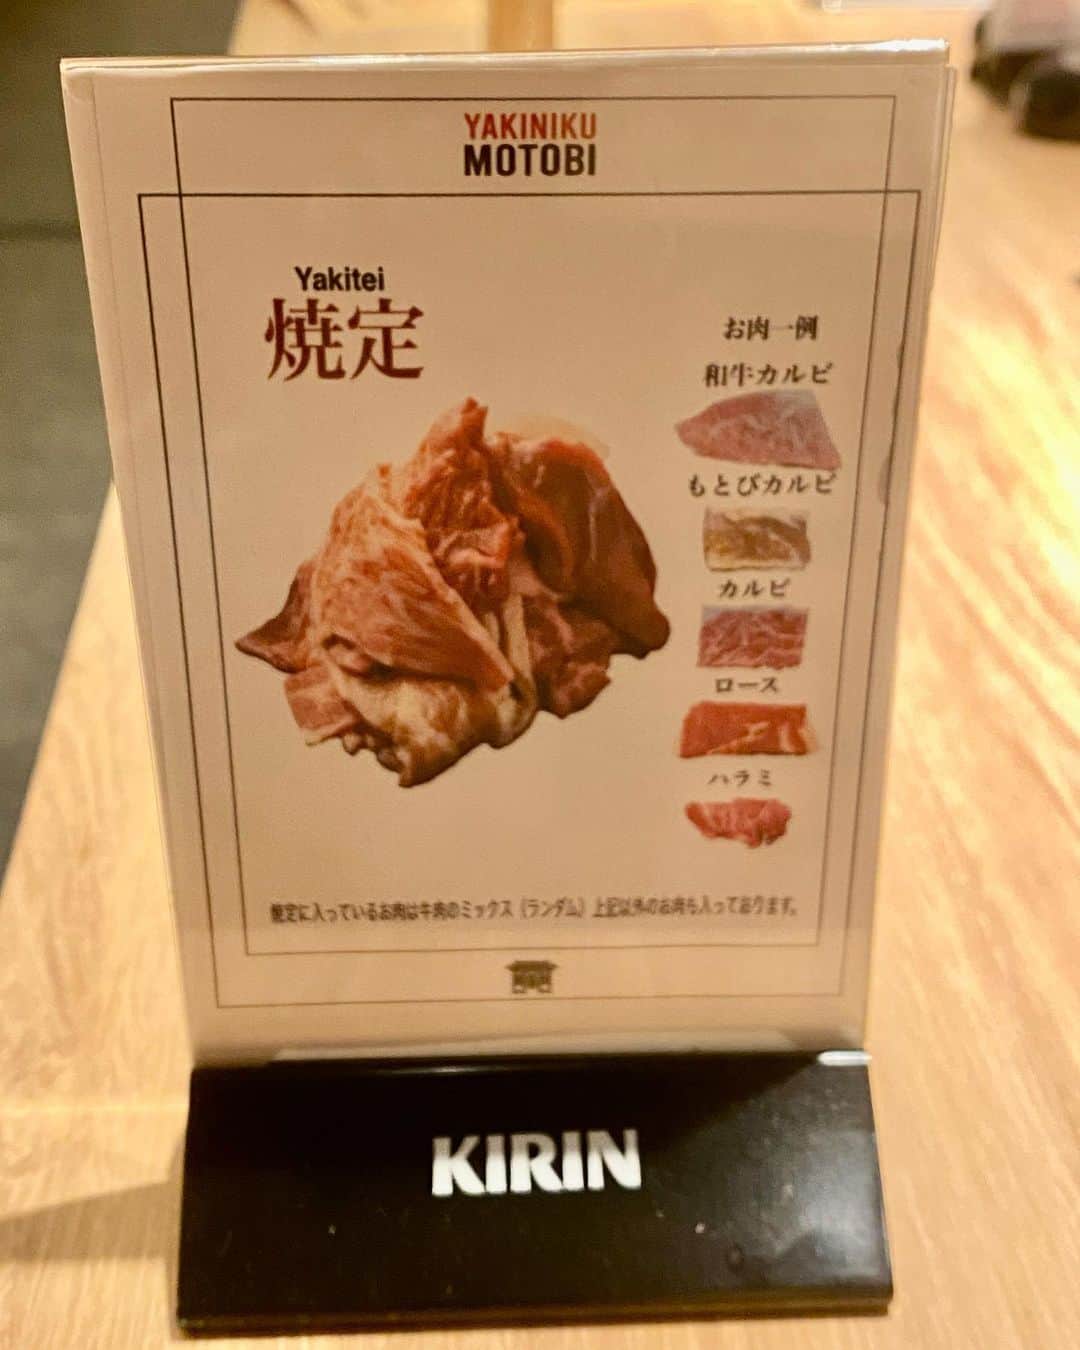 YAKINIKU
MOTOBI
Yakitei
焼定
お肉一例
和牛カルビ
もとびカルビ
カルビ
ロース
ハラミ
焼定に入っているお肉は牛肉のミックス（ランダム）上記以外のお肉も入っております。
KIRIN